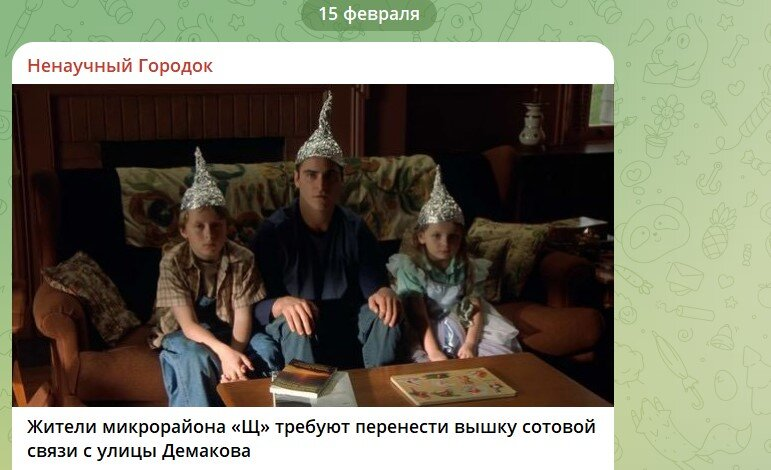 15 февраля
Ненаучный Городок
Жители микрорайона «Щ» требуют перенести вышку сотовой
связи с улицы Демакова